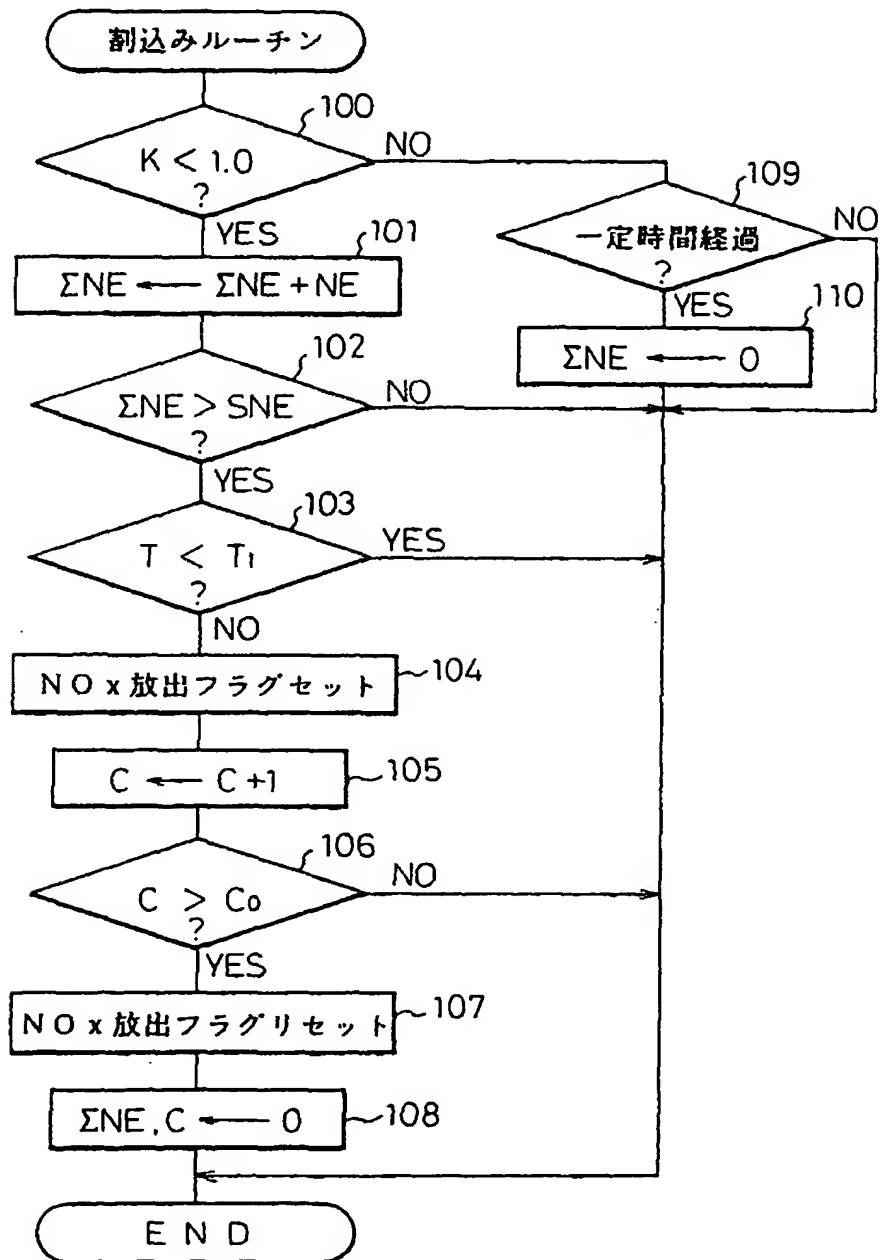 割込みルーチン
100
K < 1.0
?
NO
YES
109
一定時間経過
?
NO
YES
101
ΣNE ← ΣNE + NE
110
ΣNE ← 0
102
ΣNE > SNE
?
NO
YES
103
T < T₁
?
YES
NO
NOx放出フラグセット
104
C ← C+1
105
106
C > C₀
?
NO
YES
NOx放出フラグリセット
107
ΣNE, C ← 0
108
END